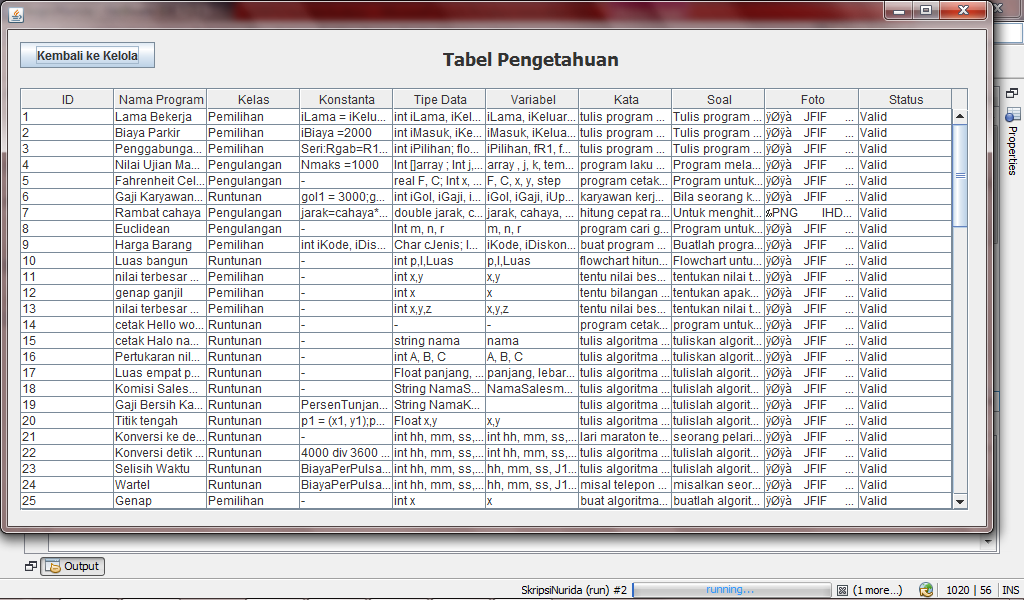 Kembali ke Kelola
Tabel Pengetahuan
ID Nama Program Kelas Konstanta Tipe Data Variabel Kata Soal Foto Status
1 Lama Bekerja Pemilihan iLama = iKelu... int iLama, iKel... iLama, iKeluar... tulis program ... Tulis program ... ÿØÿà JFIF ... Valid
2 Biaya Parkir Pemilihan iBiaya =2000 int iMasuk, iKe... iMasuk, iKelua... tulis program ... Tulis program ... ÿØÿà JFIF ... Valid
3 Penggabunga... Pemilihan Seri:Rgab=R1... int iPilihan; flo... iPilihan, fR1, f... tulis program ... Tulis program ... ÿØÿà JFIF ... Valid
4 Nilai Ujian Ma... Pengulangan Nmaks =1000 Int []array ; Int j,... array , j, k, tem... program laku ... Program mela... ÿØÿà JFIF ... Valid
5 Fahrenheit Cel... Pengulangan - real F, C; Int x, ... F, C, x, y, step program cetak... Program untuk... ÿØÿà JFIF ... Valid
6 Gaji Karyawan... Runtunan gol1 = 3000;g... int iGol, iGaji, i... iGol, iGaji, iUp... karyawan kerj... Bila seorang k... ÿØÿà JFIF ... Valid
7 Rambat cahaya Pengulangan jarak=cahaya*... double jarak, c... jarak, cahaya, ... hitung cepat ra... Untuk menghit... ‰PNG IHD... Valid
8 Euclidean Pengulangan - Int m, n, r m, n, r program cari g... Program untuk... ÿØÿà JFIF ... Valid
9 Harga Barang Pemilihan int iKode, iDis... Char cJenis; I... iKode, iDiskon... buat program ... Buatlah progra... ÿØÿà JFIF ... Valid
10 Luas bangun Runtunan - int p,l,Luas p,l,Luas flowchart hitun... Flowchart untu... ÿØÿà JFIF ... Valid
11 nilai terbesar ... Pemilihan - int x,y x,y tentu nilai bes... tentukan nilai t... ÿØÿà JFIF ... Valid
12 genap ganjil Pemilihan - int x x tentu bilangan ... tentukan apak... ÿØÿà JFIF ... Valid
13 nilai terbesar ... Pemilihan - int x,y,z x,y,z tentu nilai bes... tentukan nilai t... ÿØÿà JFIF ... Valid
14 cetak Hello wo... Runtunan - - - program cetak... program untuk... ÿØÿà JFIF ... Valid
15 cetak Halo na... Runtunan - string nama nama tulis algoritma ... tuliskan algorit... ÿØÿà JFIF ... Valid
16 Pertukaran nil... Runtunan - int A, B, C A, B, C tulis algoritma ... tuliskan algorit... ÿØÿà JFIF ... Valid
17 Luas empat p... Runtunan - Float panjang, ... panjang, lebar... tulis algoritma ... tulislah algorit... ÿØÿà JFIF ... Valid
18 Komisi Sales... Runtunan - String NamaS... NamaSalesm... tulis algoritma ... tulislah algorit... ÿØÿà JFIF ... Valid
19 Gaji Bersih Ka... Runtunan PersenTunjan... String NamaK... tulis algoritma ... tulislah algorit... ÿØÿà JFIF ... Valid
20 Titik tengah Runtunan p1 = (x1, y1);p... Float x,y x,y tulis algoritma ... tulislah algorit... ÿØÿà JFIF ... Valid
21 Konversi ke de... Runtunan - int hh, mm, ss,... int hh, mm, ss,... lari maraton te... seorang pelari... ÿØÿà JFIF ... Valid
22 Konversi detik ... Runtunan 4000 div 3600 ... int hh, mm, ss,... int hh, mm, ss,... tulis algoritma ... tulislah algorit... ÿØÿà JFIF ... Valid
23 Selisih Waktu Runtunan BiayaPerPulsa... int hh, mm, ss,... hh, mm, ss, J1... tulis algoritma ... tulislah algorit... ÿØÿà JFIF ... Valid
24 Wartel Runtunan BiayaPerPulsa... int hh, mm, ss,... hh, mm, ss, J1... misal telepon ... misalkan seor... ÿØÿà JFIF ... Valid
25 Genap Pemilihan - int x x buat algoritma... buatlah algorit... ÿØÿà JFIF ... Valid
Properties
Output
SkripsiNurida (run) #2 running... (1 more...) 1020 | 56 INS